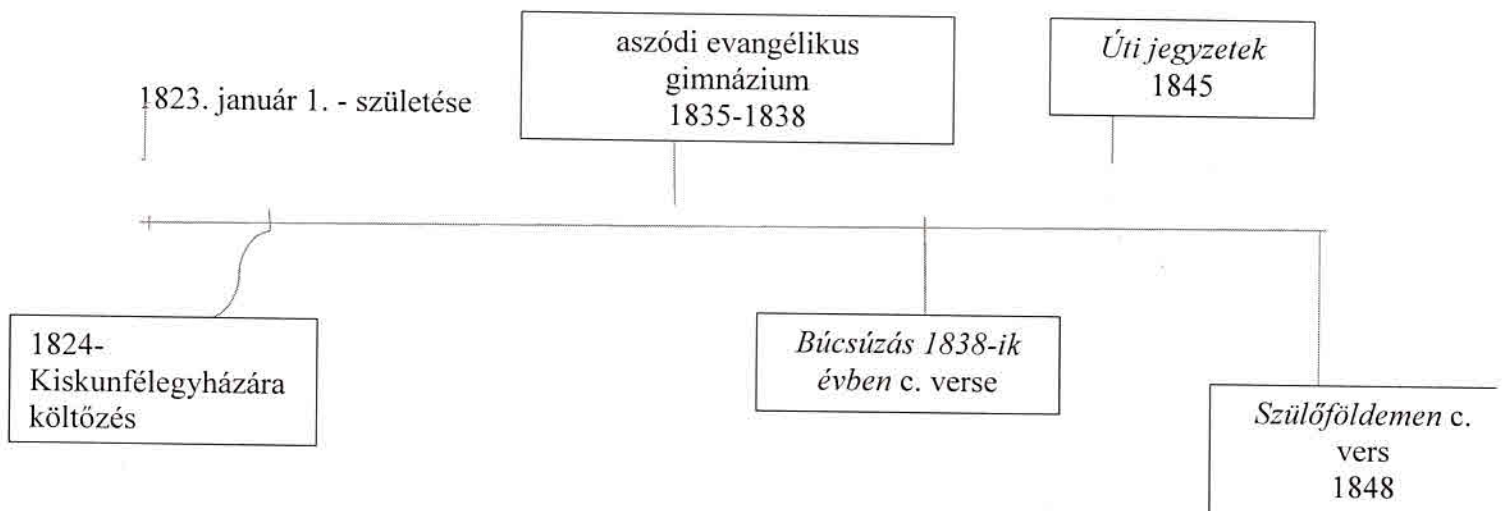 1823. január 1. - születése
aszódi evangélikus
gimnázium
1835-1838
Úti jegyzetek
1845
1824-
Kiskunfélegyházára
költözés
Búcsúzás 1838-ik
évben c. verse
Szülőföldemen c.
vers
1848